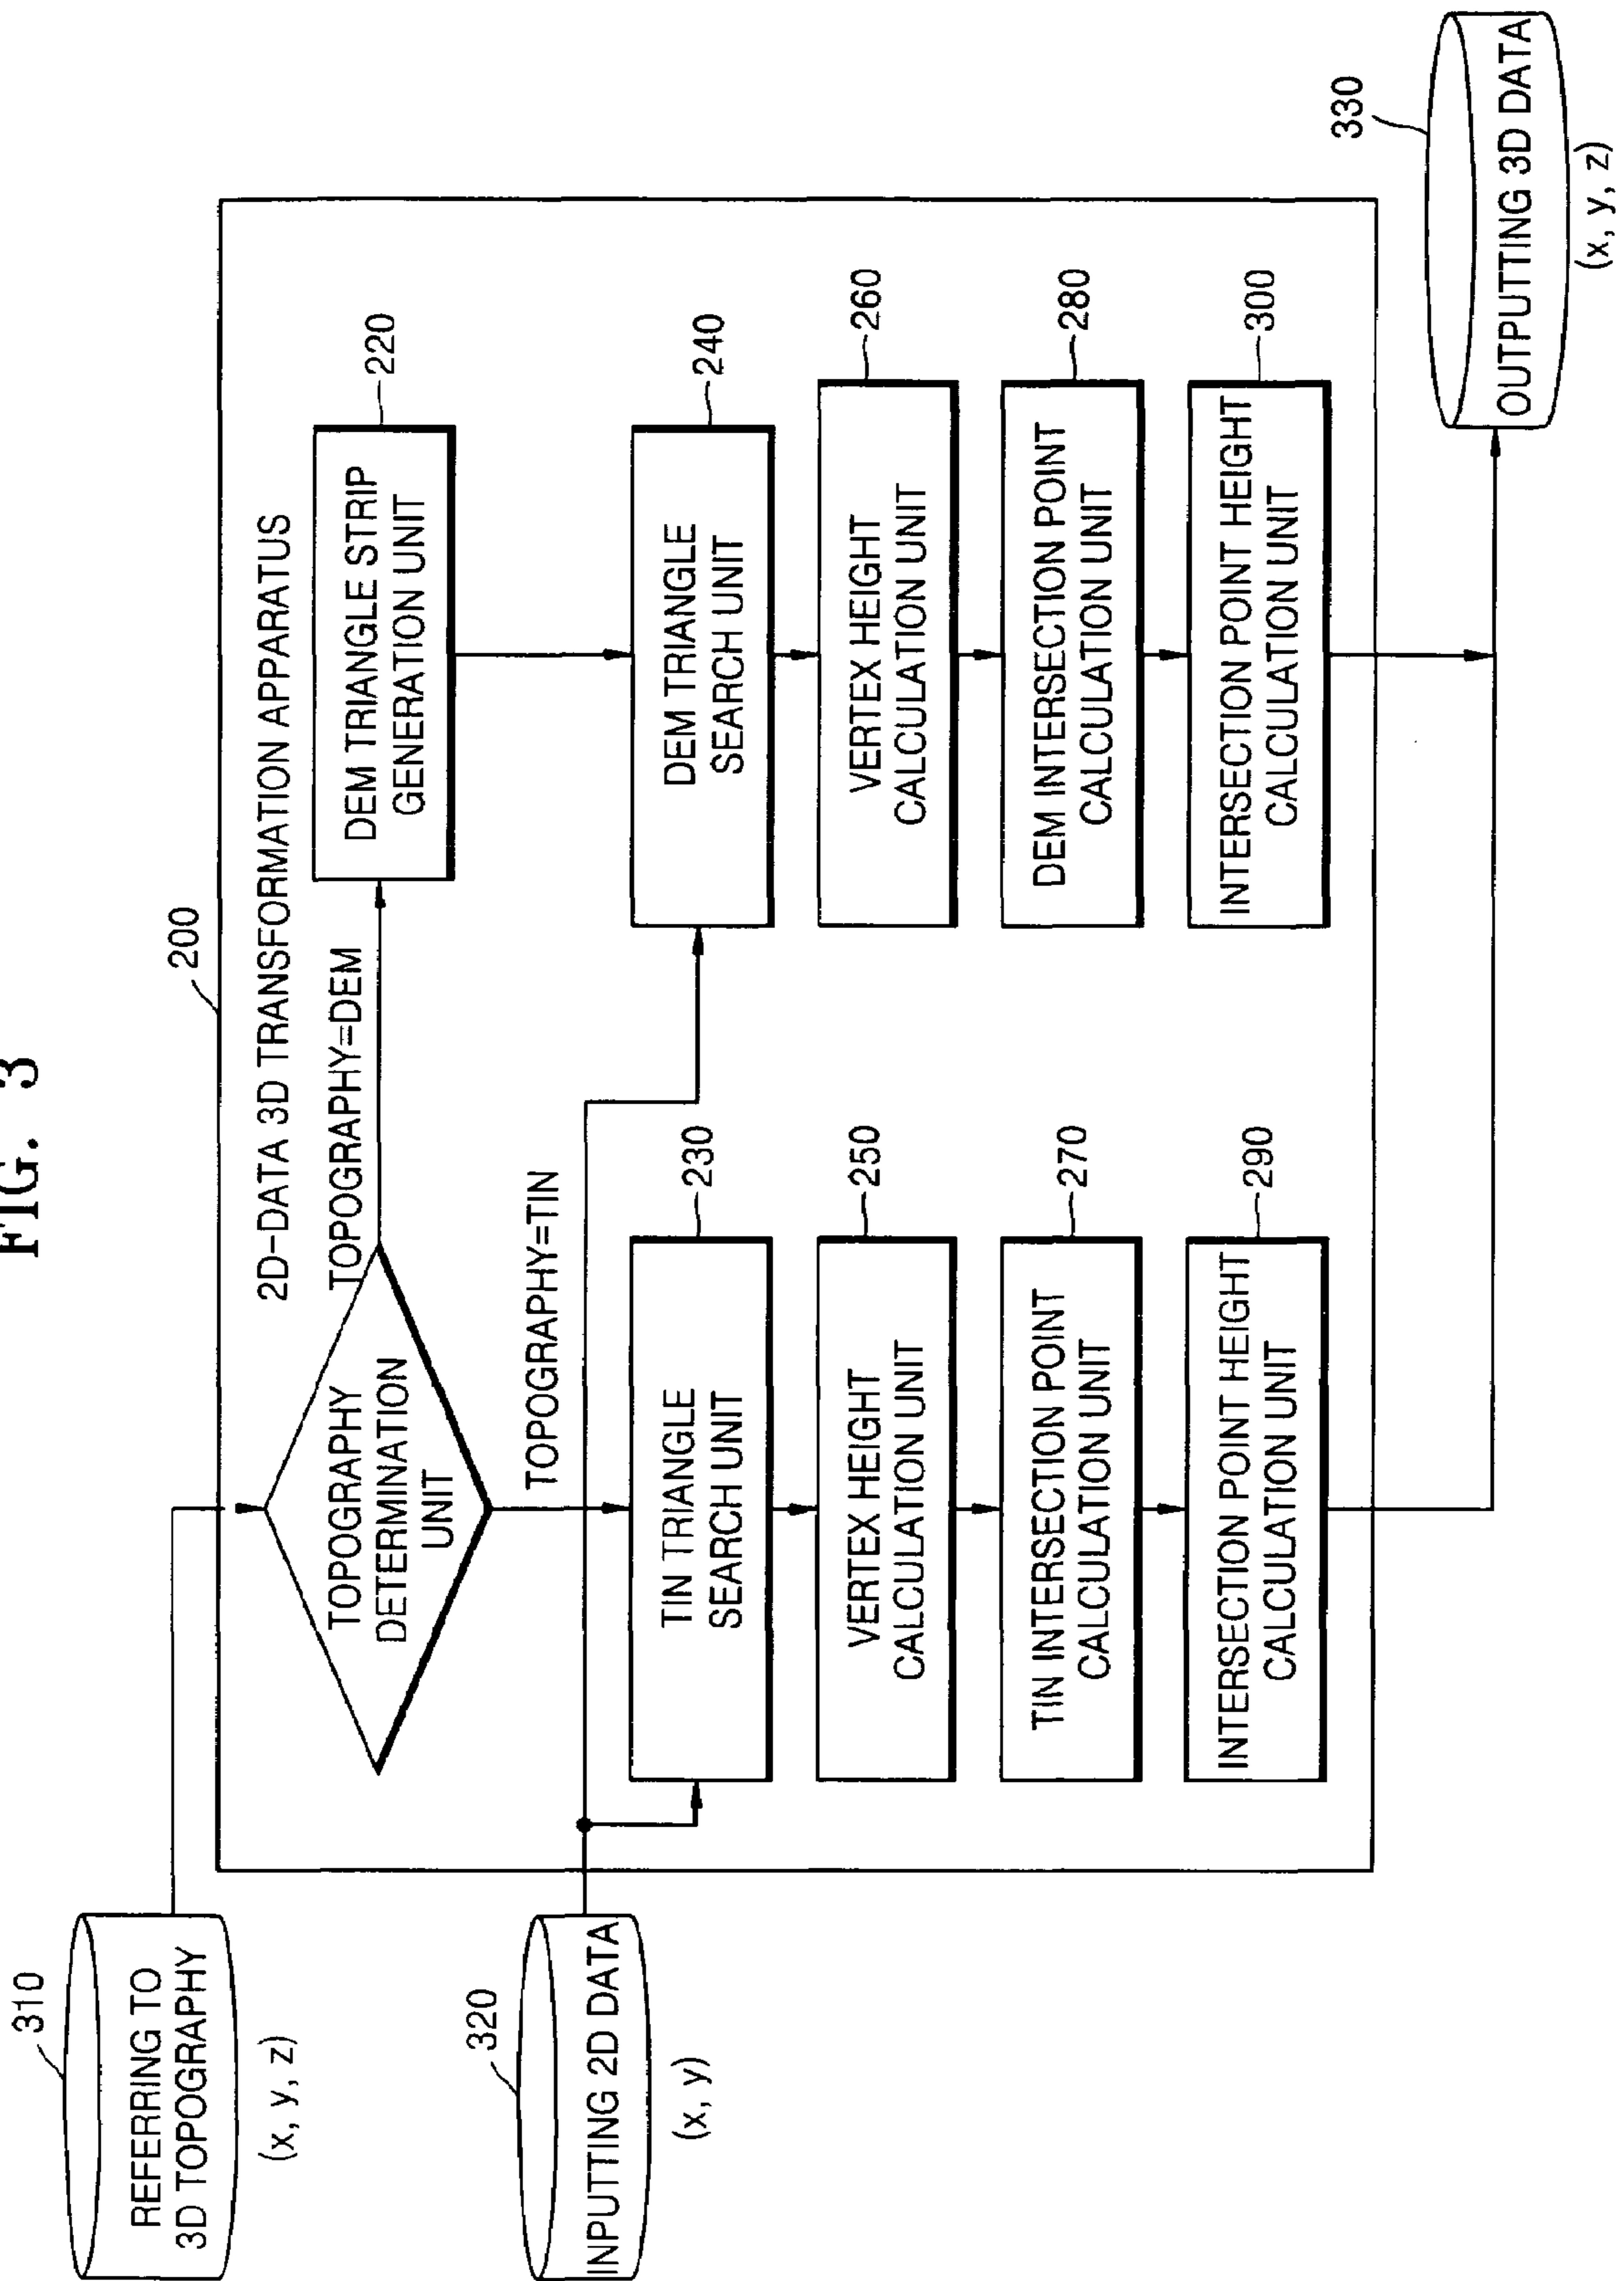 FIG. 3
310
REFERRING TO
3D TOPOGRAPHY
(x, y, z)
320
INPUTTING 2D DATA
(x, y)
200
2D-DATA 3D TRANSFORMATION APPARATUS
TOPOGRAPHY
DETERMINATION
UNIT
TOPOGRAPHY=DEM
TOPOGRAPHY=TIN
220
DEM TRIANGLE STRIP
GENERATION UNIT
230
TIN TRIANGLE
SEARCH UNIT
240
DEM TRIANGLE
SEARCH UNIT
250
VERTEX HEIGHT
CALCULATION UNIT
260
VERTEX HEIGHT
CALCULATION UNIT
270
TIN INTERSECTION POINT
CALCULATION UNIT
280
DEM INTERSECTION POINT
CALCULATION UNIT
290
INTERSECTION POINT HEIGHT
CALCULATION UNIT
300
INTERSECTION POINT HEIGHT
CALCULATION UNIT
330
OUTPUTTING 3D DATA
(x, y, z)